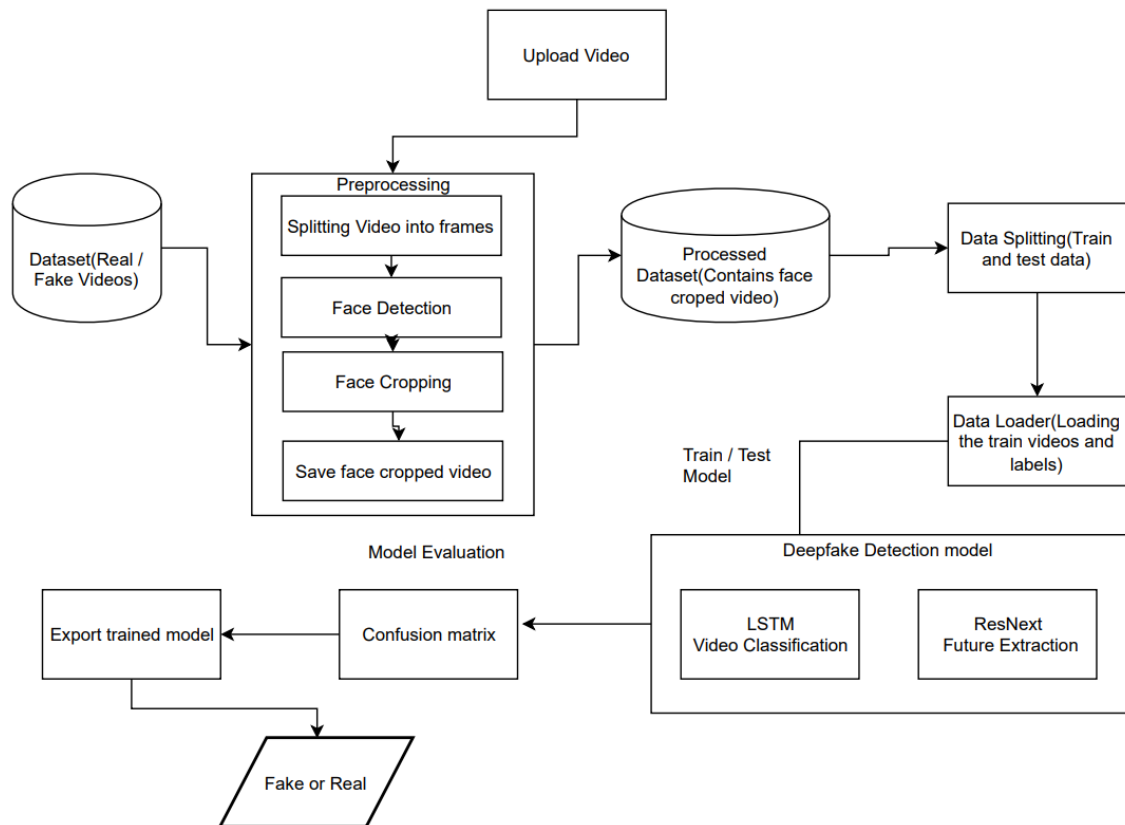 Upload Video
Preprocessing
Splitting Video into frames
Face Detection
Face Cropping
Save face cropped video
Dataset(Real /
Fake Videos)
Processed
Dataset(Contains face
croped video)
Data Splitting(Train
and test data)
Data Loader(Loading
the train videos and
labels)
Train / Test
Model
Deepfake Detection model
LSTM
Video Classification
ResNext
Future Extraction
Model Evaluation
Confusion matrix
Export trained model
Fake or Real